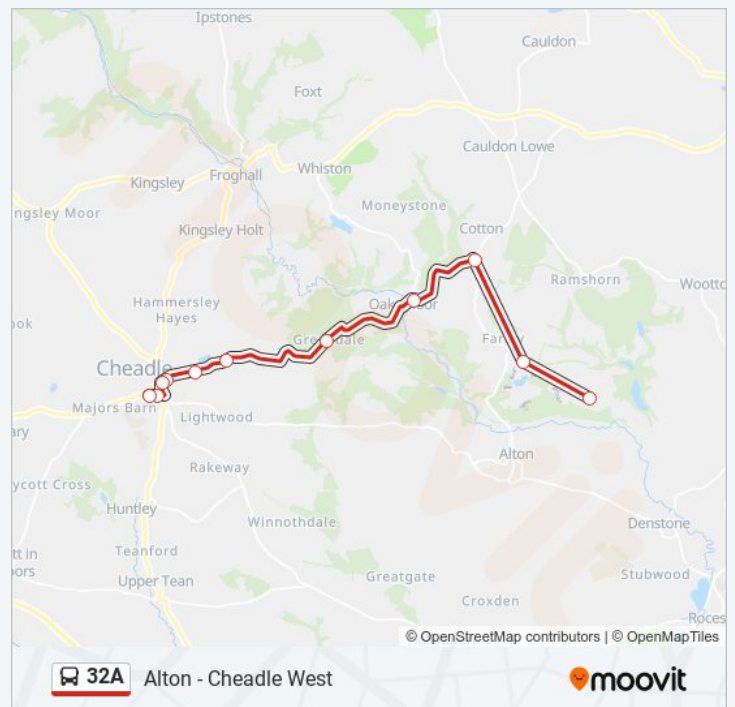 Ipstones
Cauldon
Foxt
Cauldon Lowe
Whiston
Froghall
Kingsley
Moneystone
ngsley Moor
Kingsley Holt
Cotton
Ramshorn
Wootto
Hammersley
Hayes
ook
Cheadle
Majors Barn
Lightwood
ary
Alton
Rakeway
ycott Cross
Huntley
Winnothdale
Denstone
Teanford
tt in
oors
Upper Tean
Greatgate
Stubwood
Croxden
Roces
© OpenStreetMap contributors | © OpenMapTiles
32A
Alton - Cheadle West
moovit